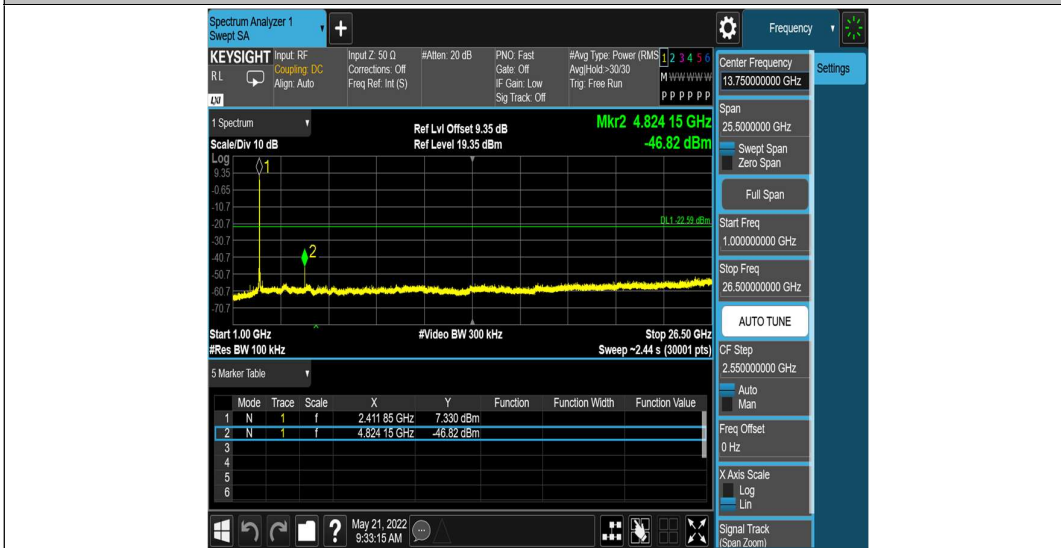 Spectrum Analyzer 1
Swept SA
+
Frequency
KEYSIGHT
RL
LXI
Input: RF
Coupling: DC
Align: Auto
Input Z: 50 Ω
Corrections: Off
Freq Ref: Int (S)
#Atten: 20 dB
PNO: Fast
Gate: Off
IF Gain: Low
Sig Track: Off
#Avg Type: Power (RMS
Avg|Hold:>30/30
Trig: Free Run
1 2 3 4 5 6
M W W W W W
P P P P P P
1 Spectrum
Scale/Div 10 dB
Ref Lvl Offset 9.35 dB
Ref Level 19.35 dBm
Mkr2 4.824 15 GHz
-46.82 dBm
Log
9.35
-0.65
-10.7
-20.7
-30.7
-40.7
-50.7
-60.7
-70.7
1
2
DL1 -22.59 dBm
Start 1.00 GHz
#Res BW 100 kHz
#Video BW 300 kHz
Stop 26.50 GHz
Sweep ~2.44 s (30001 pts)
5 Marker Table
Mode Trace Scale X Y Function Function Width Function Value
1 N 1 f 2.411 85 GHz 7.330 dBm
2 N 1 f 4.824 15 GHz -46.82 dBm
3
4
5
6
?
May 21, 2022
9:33:15 AM
Center Frequency
13.750000000 GHz
Settings
Span
25.5000000 GHz
Swept Span
Zero Span
Full Span
Start Freq
1.000000000 GHz
Stop Freq
26.500000000 GHz
AUTO TUNE
CF Step
2.550000000 GHz
Auto
Man
Freq Offset
0 Hz
X Axis Scale
Log
Lin
Signal Track
(Span Zoom)